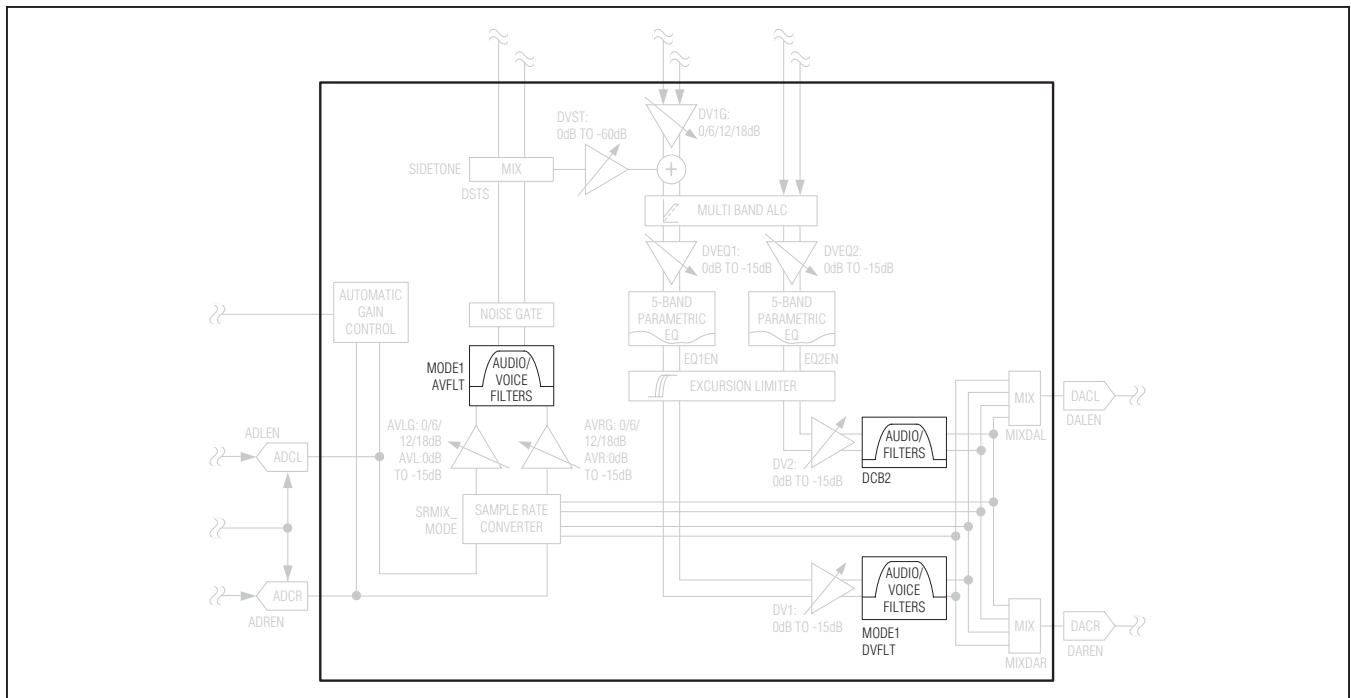 DVST:
0dB TO -60dB
DV1G:
0/6/12/18dB
SIDETONE
MIX
DSTS
+
MULTI BAND ALC
DVEQ1:
0dB TO -15dB
DVEQ2:
0dB TO -15dB
AUTOMATIC
GAIN
CONTROL
NOISE GATE
5-BAND
PARAMETRIC
EQ
5-BAND
PARAMETRIC
EQ
EQ1EN
EQ2EN
MODE1
AVFLT
AUDIO/
VOICE
FILTERS
EXCURSION LIMITER
MIX
DACL
DALEN
MIXDAL
AVLG: 0/6/
12/18dB
AVL:0dB
TO -15dB
AVRG: 0/6/
12/18dB
AVR:0dB
TO -15dB
ADLEN
ADCL
DV2:
0dB TO -15dB
AUDIO/
FILTERS
DCB2
SRMIX_
MODE
SAMPLE RATE
CONVERTER
ADCR
ADREN
DV1:
0dB TO -15dB
AUDIO/
VOICE
FILTERS
MODE1
DVFLT
MIX
DACR
DAREN
MIXDAR